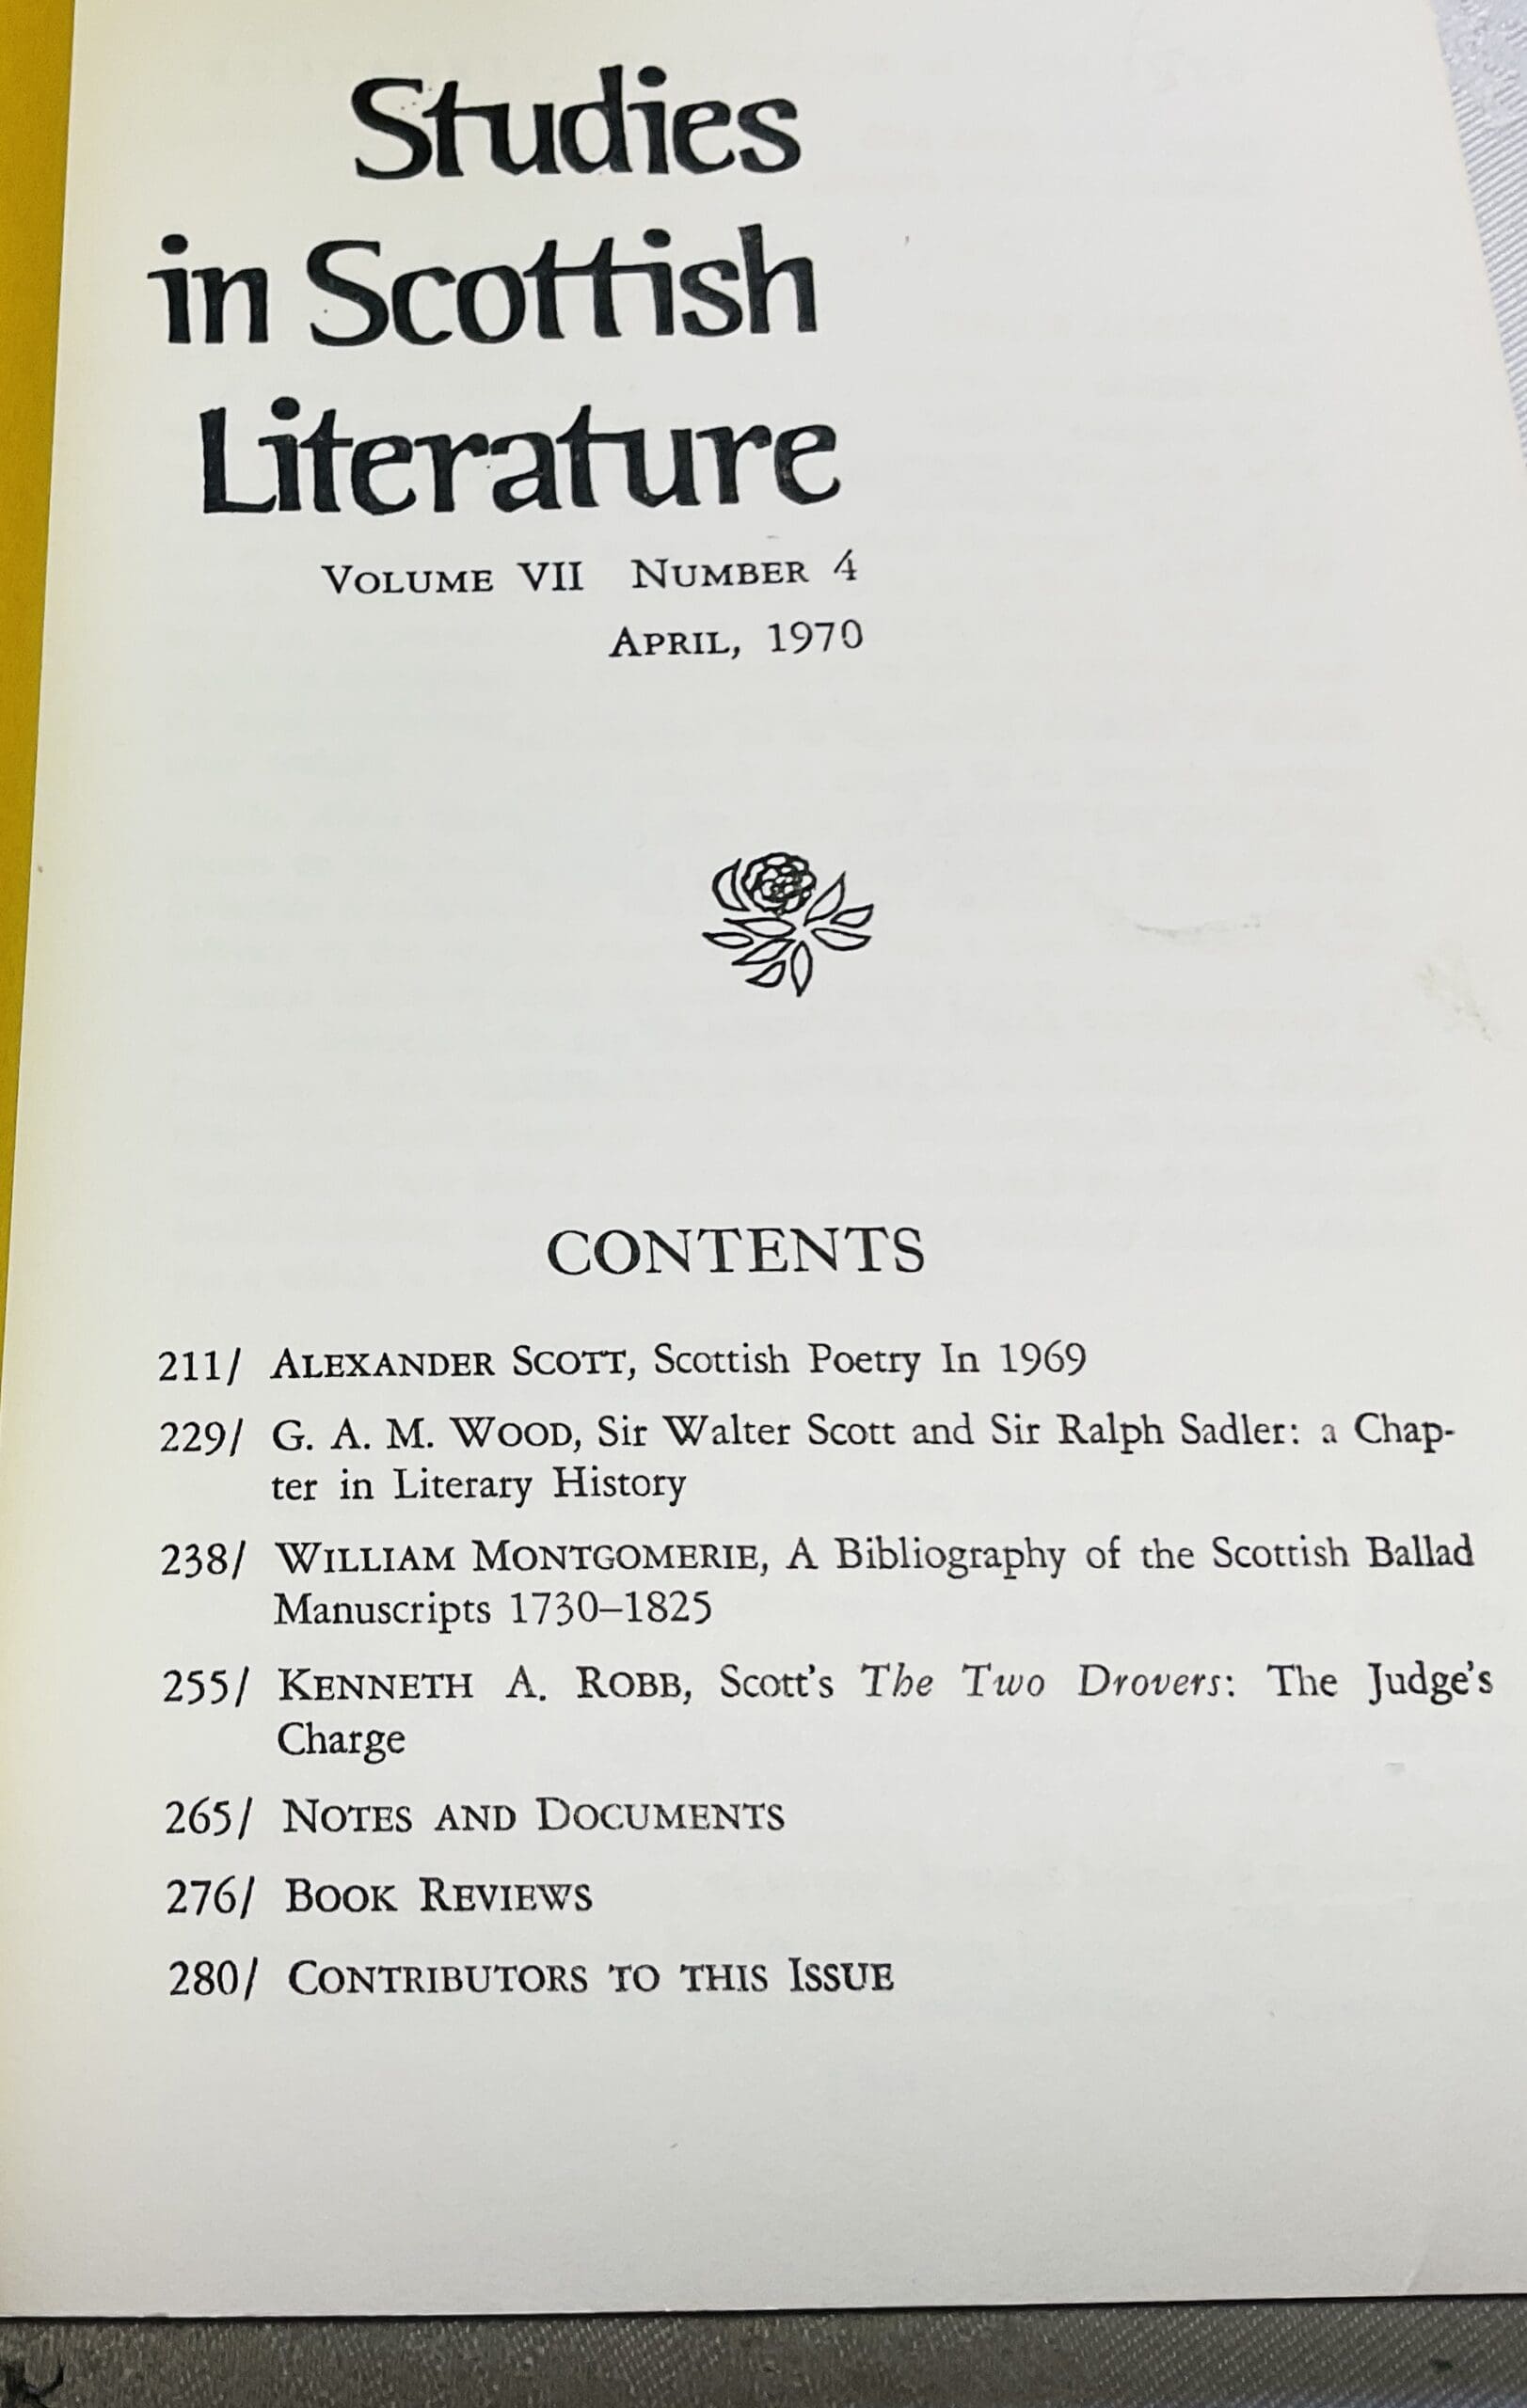 Studies
in Scottish
Literature
VOLUME VII NUMBER 4
APRIL, 1970
CONTENTS
211/ ALEXANDER SCOTT, Scottish Poetry In 1969
229/ G. A. M. WOOD, Sir Walter Scott and Sir Ralph Sadler: a Chap-
ter in Literary History
238/ WILLIAM MONTGOMERIE, A Bibliography of the Scottish Ballad
Manuscripts 1730–1825
255/ KENNETH A. ROBB, Scott's The Two Drovers: The Judge's
Charge
265/ NOTES AND DOCUMENTS
276/ BOOK REVIEWS
280/ CONTRIBUTORS TO THIS ISSUE